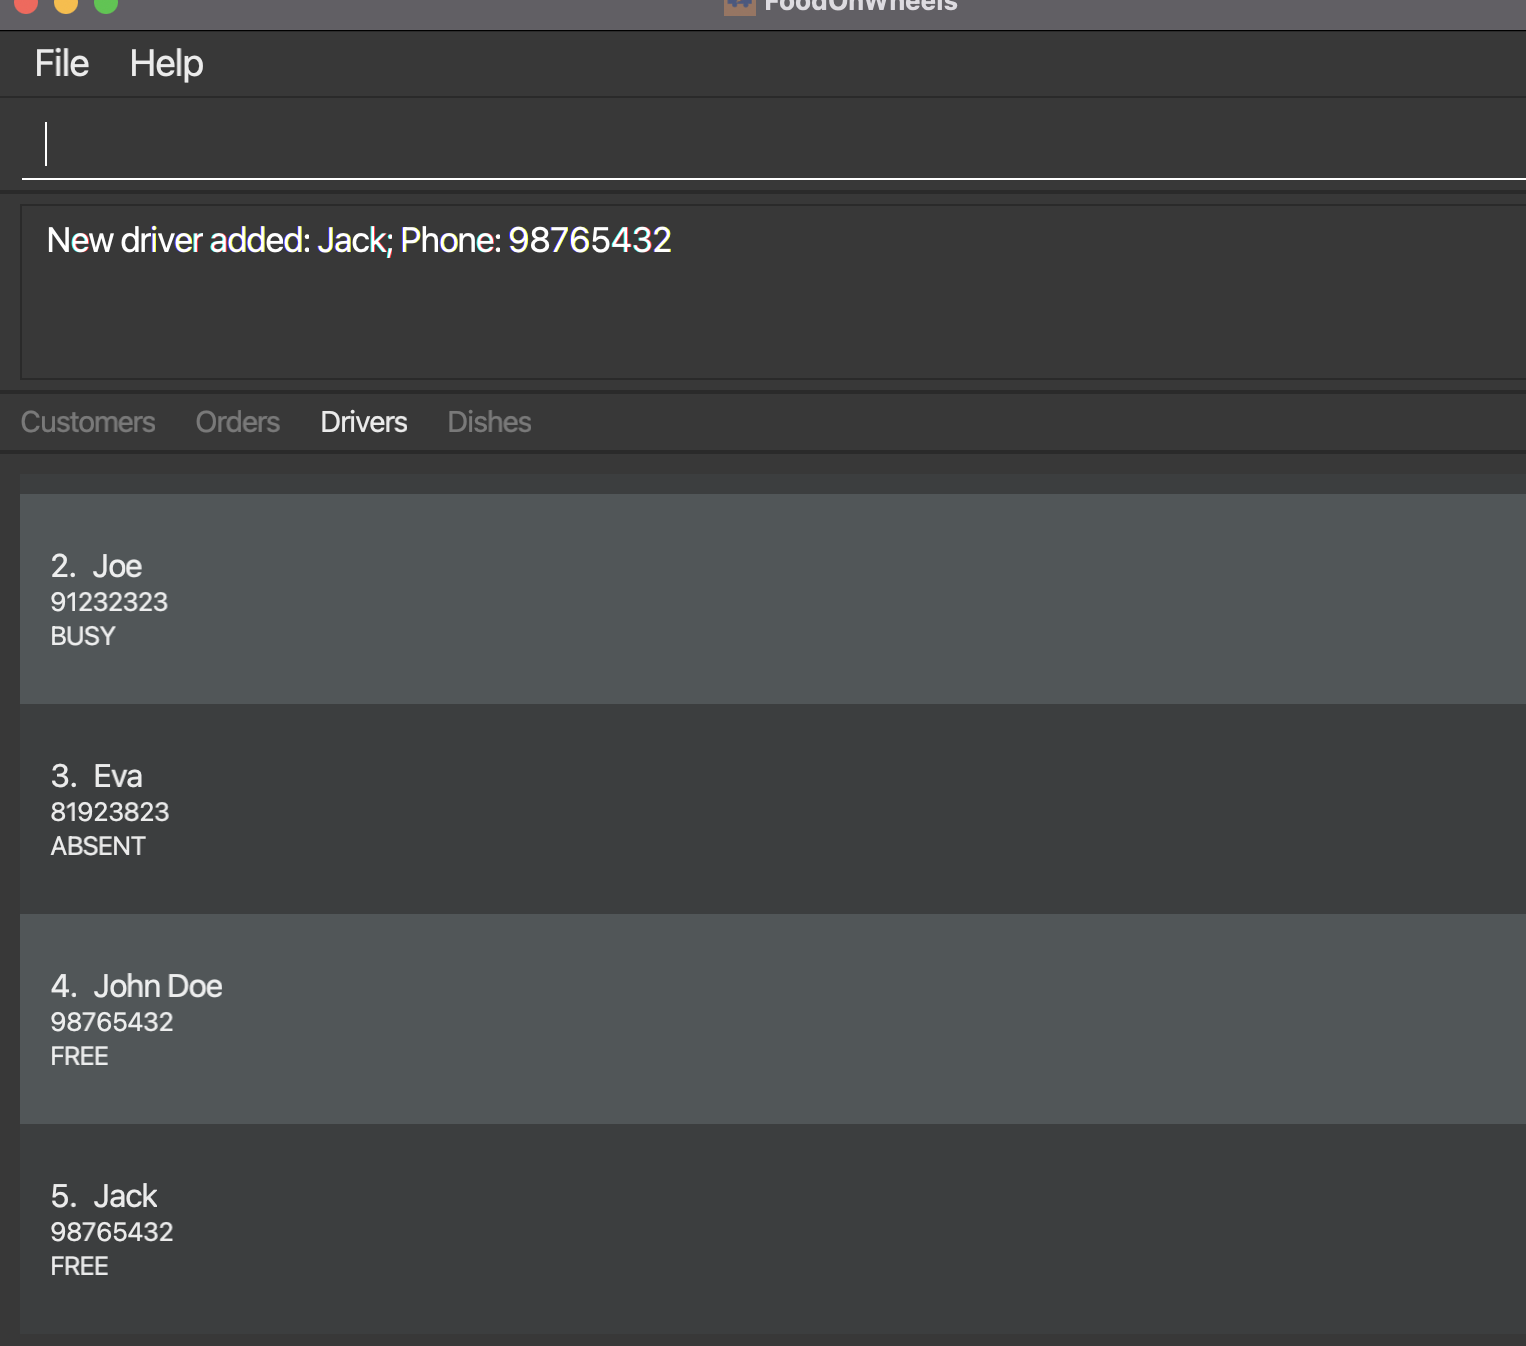 FoodOnWheels
File Help
New driver added: Jack; Phone: 98765432
Customers Orders Drivers Dishes
2. Joe
91232323
BUSY
3. Eva
81923823
ABSENT
4. John Doe
98765432
FREE
5. Jack
98765432
FREE